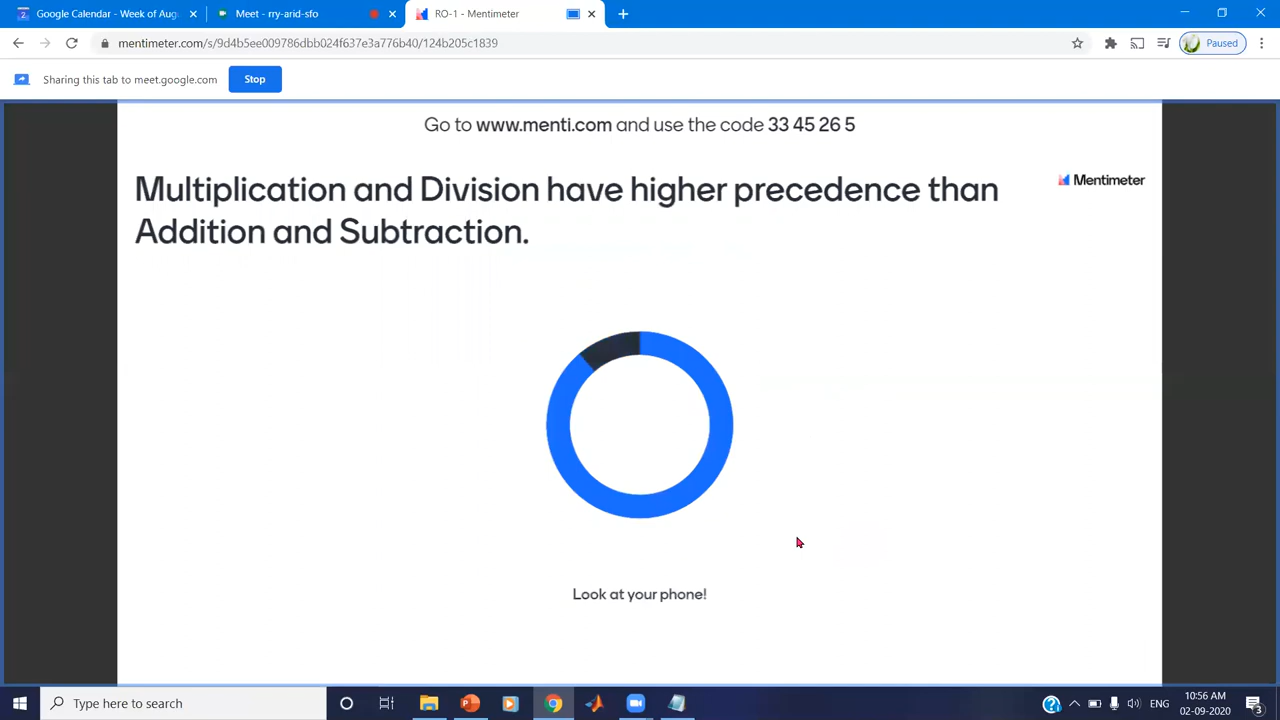 Google Calendar - Week of Aug
Meet - rry-arid-sfo
RO-1 - Mentimeter
mentimeter.com/s/9d4b5ee009786dbb024f637e3a776b40/124b205c1839
Paused
Sharing this tab to meet.google.com
Stop
Go to www.menti.com and use the code 33 45 26 5
Multiplication and Division have higher precedence than
Addition and Subtraction.
Mentimeter
Look at your phone!
Type here to search
ENG
10:56 AM
02-09-2020
3